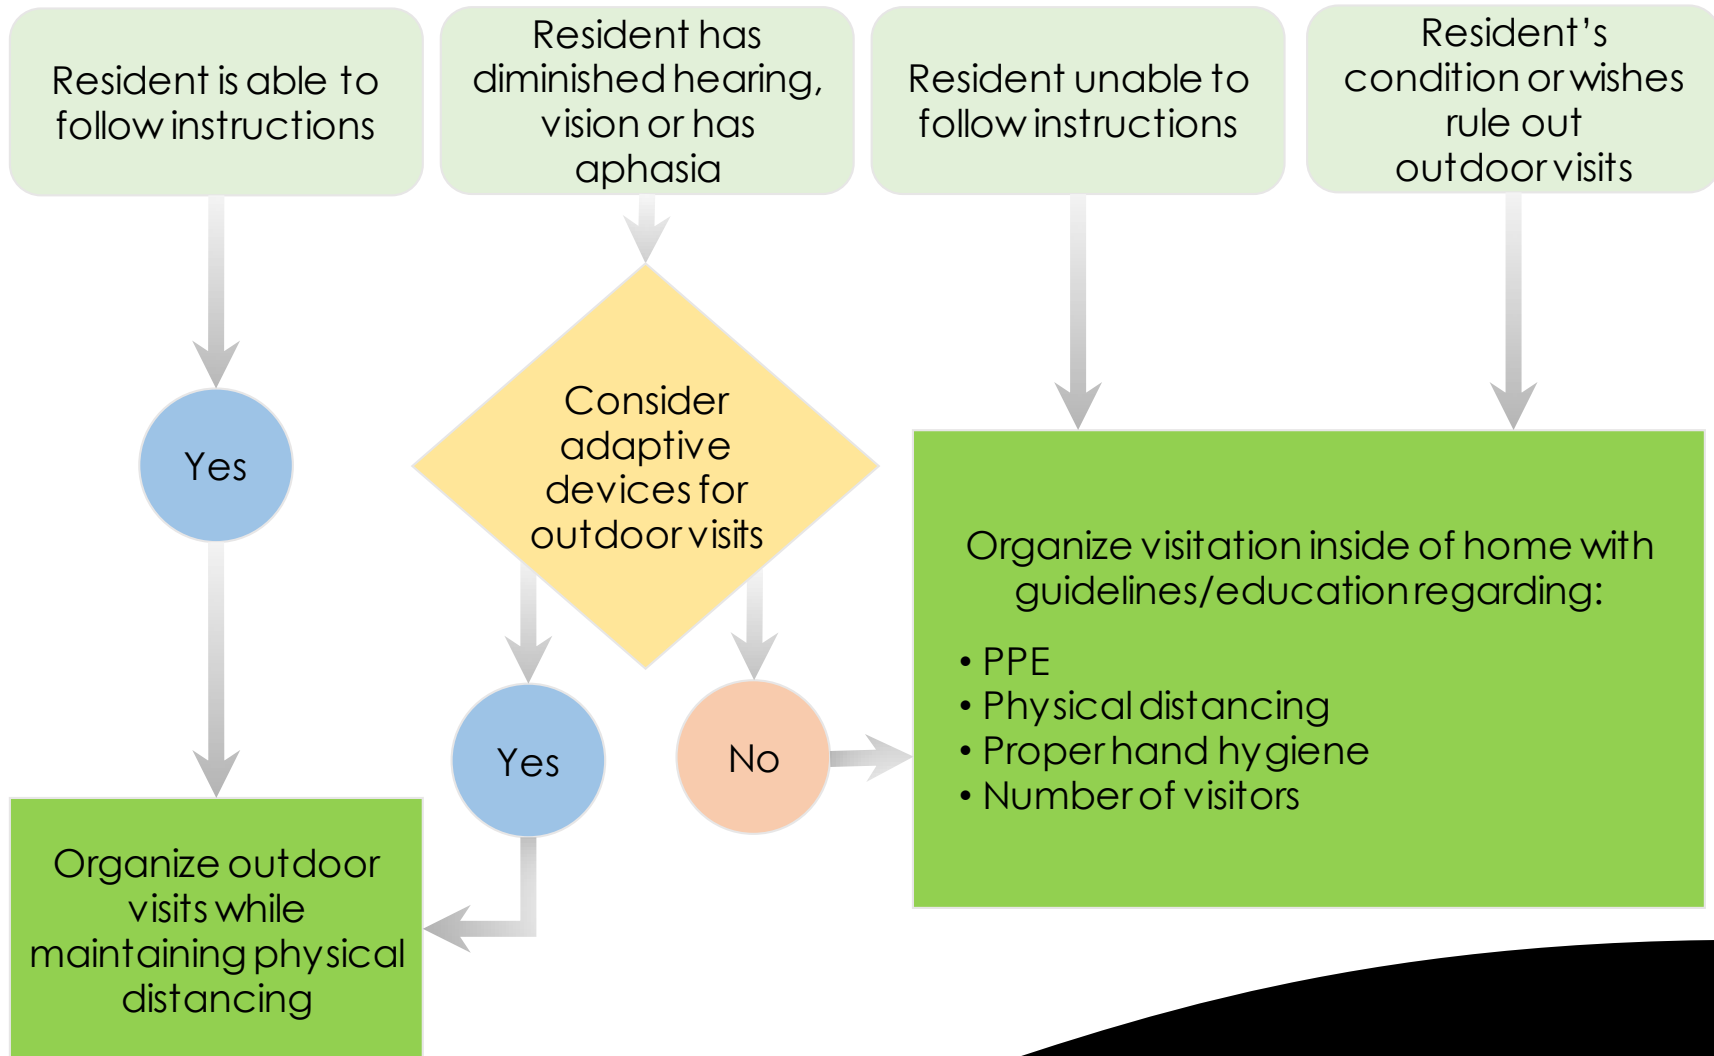 Resident is able to
follow instructions
Resident has
diminished hearing,
vision or has
aphasia
Resident unable to
follow instructions
Resident’s
condition or wishes
rule out
outdoor visits
Yes
Consider
adaptive
devices for
outdoor visits
Yes
No
Organize outdoor
visits while
maintaining physical
distancing
Organize visitation inside of home with
guidelines/education regarding:
• PPE
• Physical distancing
• Proper hand hygiene
• Number of visitors